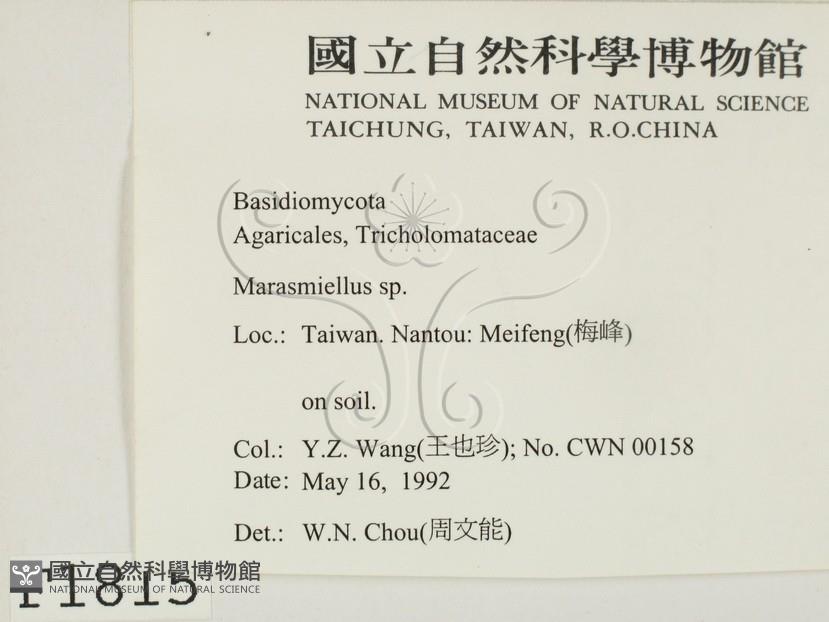 國立自然科學博物館
NATIONAL MUSEUM OF NATURAL SCIENCE
TAICHUNG, TAIWAN, R.O.CHINA
Basidiomycota
Agaricales, Tricholomataceae
Marasmiellus sp.
Loc.: Taiwan. Nantou: Meifeng(梅峰)
on soil.
Col.: Y.Z. Wang(王也珍); No. CWN 00158
Date: May 16, 1992
Det.: W.N. Chou(周文能)
國立自然科學博物館
NATIONAL MUSEUM OF NATURAL SCIENCE
F1815